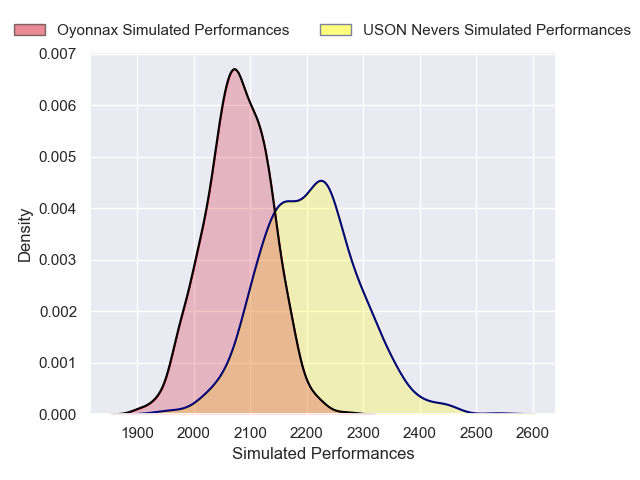 Oyonnax Simulated Performances USON Nevers Simulated Performances
0.007
0.006
0.005
0.004
0.003
0.002
0.001
0.000
Density
1900 2000 2100 2200 2300 2400 2500 2600
Simulated Performances